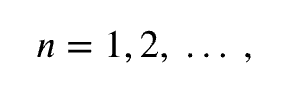 n = 1, 2, ... ,